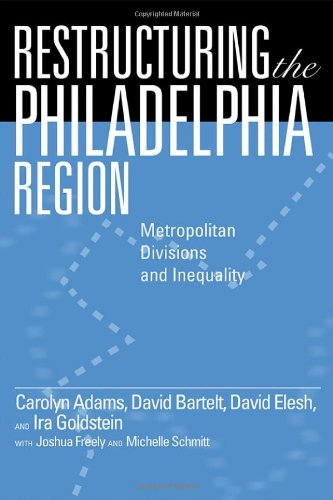 RESTRUCTURING the
PHILADELPHIA
REGION
Metropolitan
Divisions
and Inequality
Carolyn Adams, David Bartelt, David Elesh,
AND Ira Goldstein
WITH Joshua Freely AND Michelle Schmitt